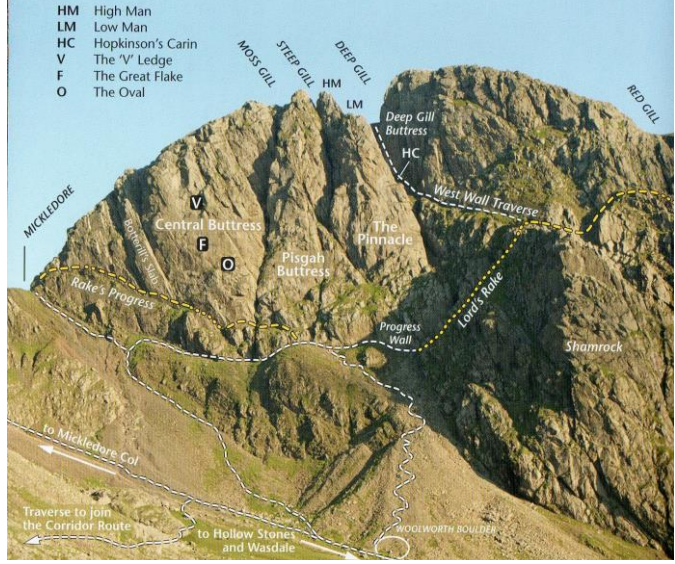 HM High Man
LM Low Man
HC Hopkinson's Carin
V The 'V' Ledge
F The Great Flake
O The Oval
MOSS GILL
STEEP GILL
HM
DEEP GILL
LM
RED GILL
Deep Gill
Buttress
HC
West Wall Traverse
MICKLEDORE
V
Central Buttress
F
O
Botterill's Slab
The
Pinnacle
Pisgah
Buttress
Rake's Progress
Lord's Rake
Progress
Wall
Shamrock
to Mickledore Col
Traverse to join
the Corridor Route
to Hollow Stones
and Wasdale
WOOLWORTH BOULDER